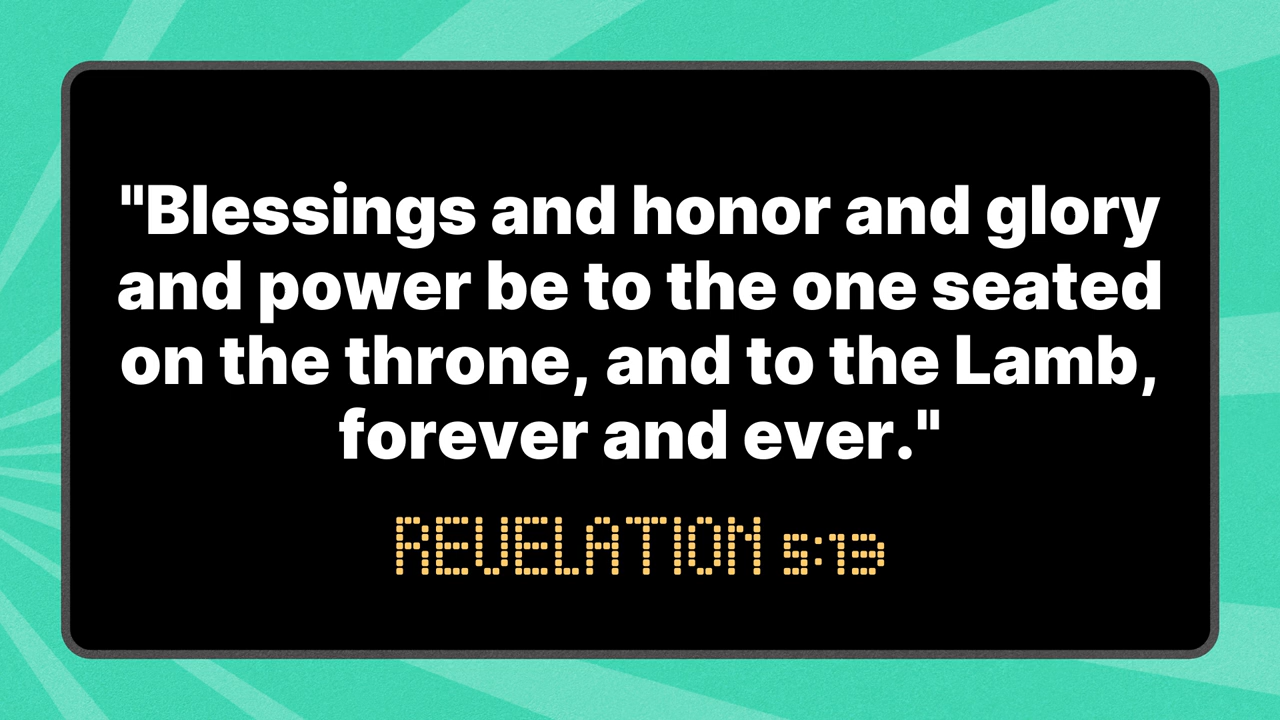 "Blessings and honor and glory
and power be to the one seated
on the throne, and to the Lamb,
forever and ever."
REVELATION 5:13